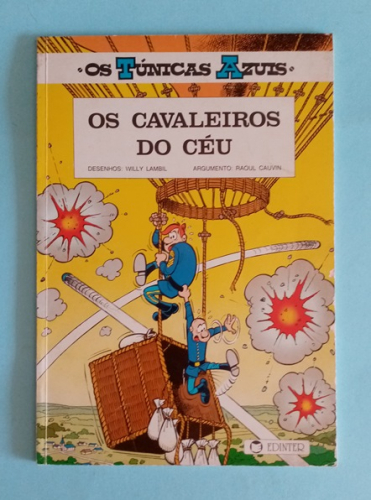 OS TÚNICAS AZUIS
OS CAVALEIROS
DO CÉU
DESENHOS: WILLY LAMBIL ARGUMENTO: RAOUL CAUVIN
EDINTER